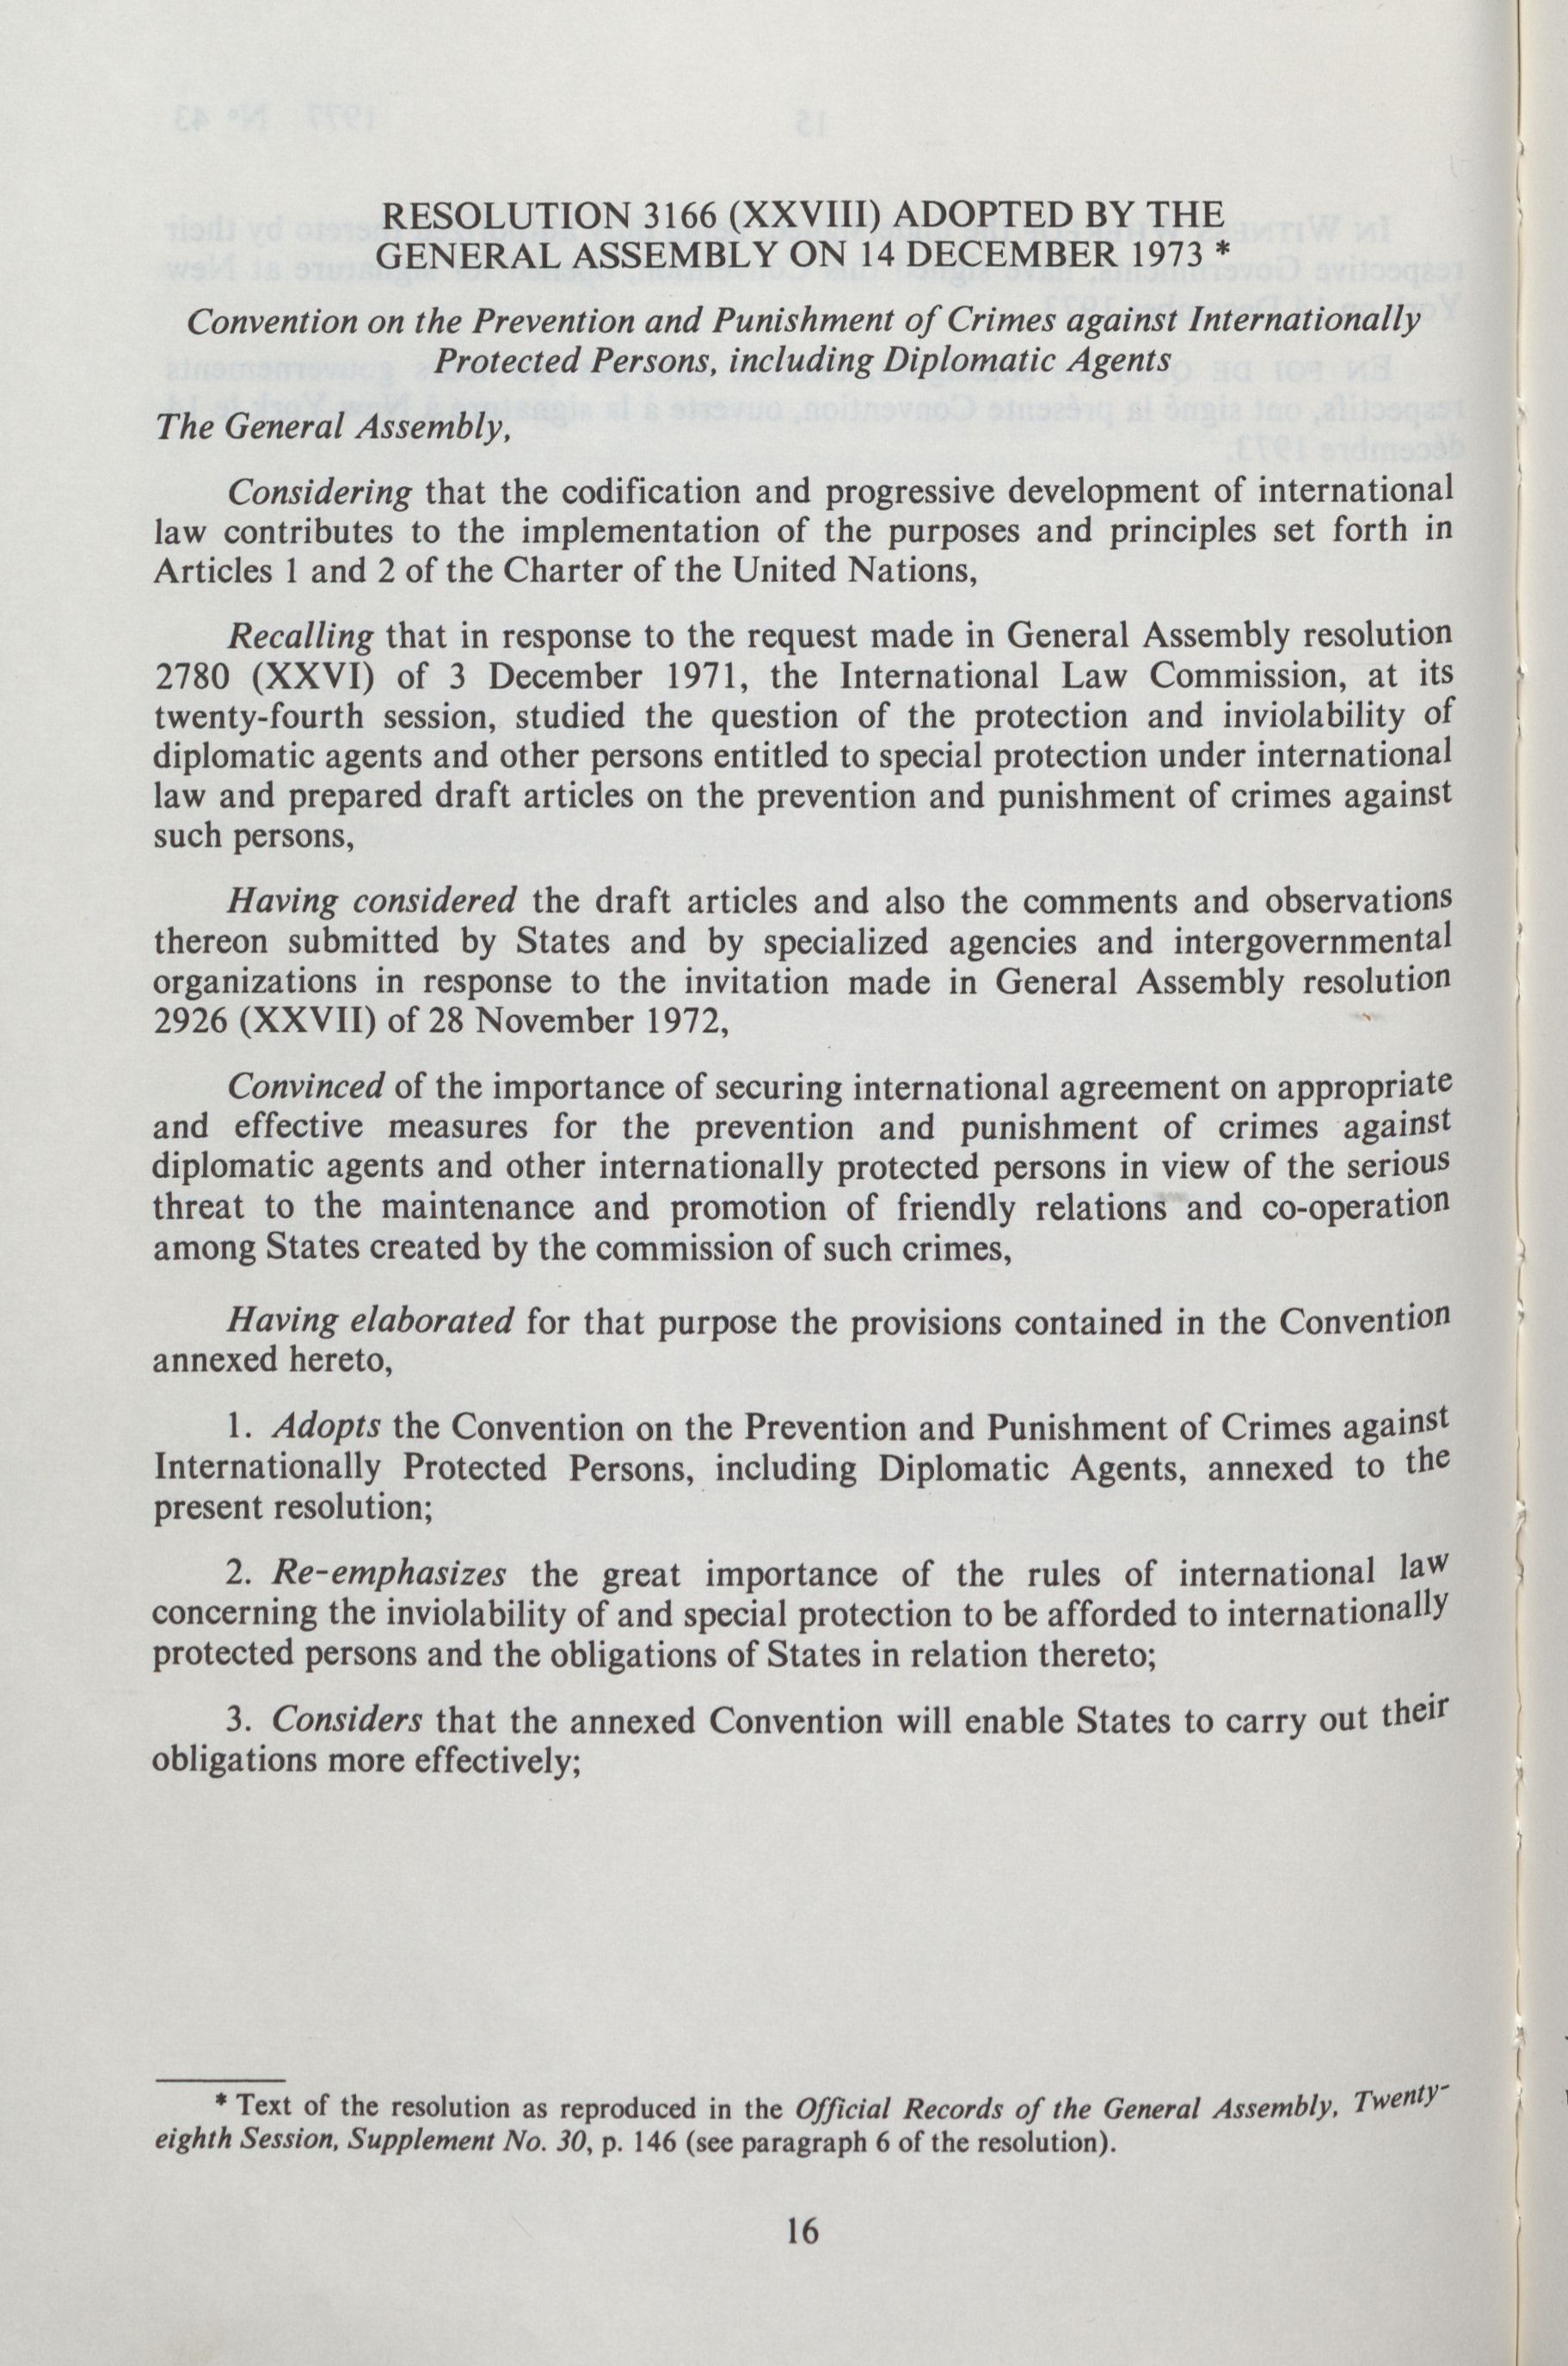 RESOLUTION 3166 (XXVIII) ADOPTED BY THE
GENERAL ASSEMBLY ON 14 DECEMBER 1973 *
Convention on the Prevention and Punishment of Crimes against Internationally
Protected Persons, including Diplomatic Agents
The General Assembly,
Considering that the codification and progressive development of international
law contributes to the implementation of the purposes and principles set forth in
Articles 1 and 2 of the Charter of the United Nations,
Recalling that in response to the request made in General Assembly resolution
2780 (XXVI) of 3 December 1971, the International Law Commission, at its
twenty-fourth session, studied the question of the protection and inviolability of
diplomatic agents and other persons entitled to special protection under international
law and prepared draft articles on the prevention and punishment of crimes against
such persons,
Having considered the draft articles and also the comments and observations
thereon submitted by States and by specialized agencies and intergovernmental
organizations in response to the invitation made in General Assembly resolution
2926 (XXVII) of 28 November 1972,
Convinced of the importance of securing international agreement on appropriate
and effective measures for the prevention and punishment of crimes against
diplomatic agents and other internationally protected persons in view of the serious
threat to the maintenance and promotion of friendly relations and co-operation
among States created by the commission of such crimes,
Having elaborated for that purpose the provisions contained in the Convention
annexed hereto,
1. Adopts the Convention on the Prevention and Punishment of Crimes against
Internationally Protected Persons, including Diplomatic Agents, annexed to the
present resolution;
2. Re-emphasizes the great importance of the rules of international law
concerning the inviolability of and special protection to be afforded to internationally
protected persons and the obligations of States in relation thereto;
3. Considers that the annexed Convention will enable States to carry out their
obligations more effectively;
* Text of the resolution as reproduced in the Official Records of the General Assembly, Twenty-
eighth Session, Supplement No. 30, p. 146 (see paragraph 6 of the resolution).
16